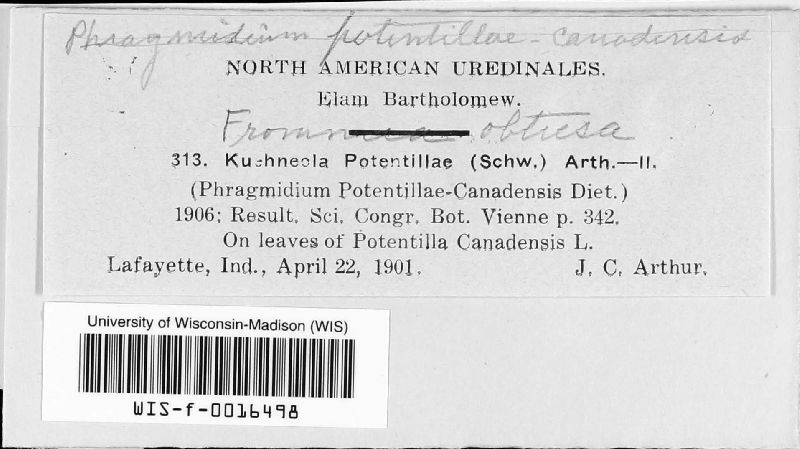 Phragmidium potentillae-canadensis
NORTH AMERICAN UREDINALES.
Elam Bartholomew.
Frommea obtusa
313. Kuehneola Potentillae (Schw.) Arth.—II.
(Phragmidium Potentillae-Canadensis Diet.)
1906: Result. Sci. Congr. Bot. Vienne p. 342.
On leaves of Potentilla Canadensis L.
Lafayette, Ind., April 22, 1901. J. C. Arthur.
University of Wisconsin-Madison (WIS)
WIS-f-0016498